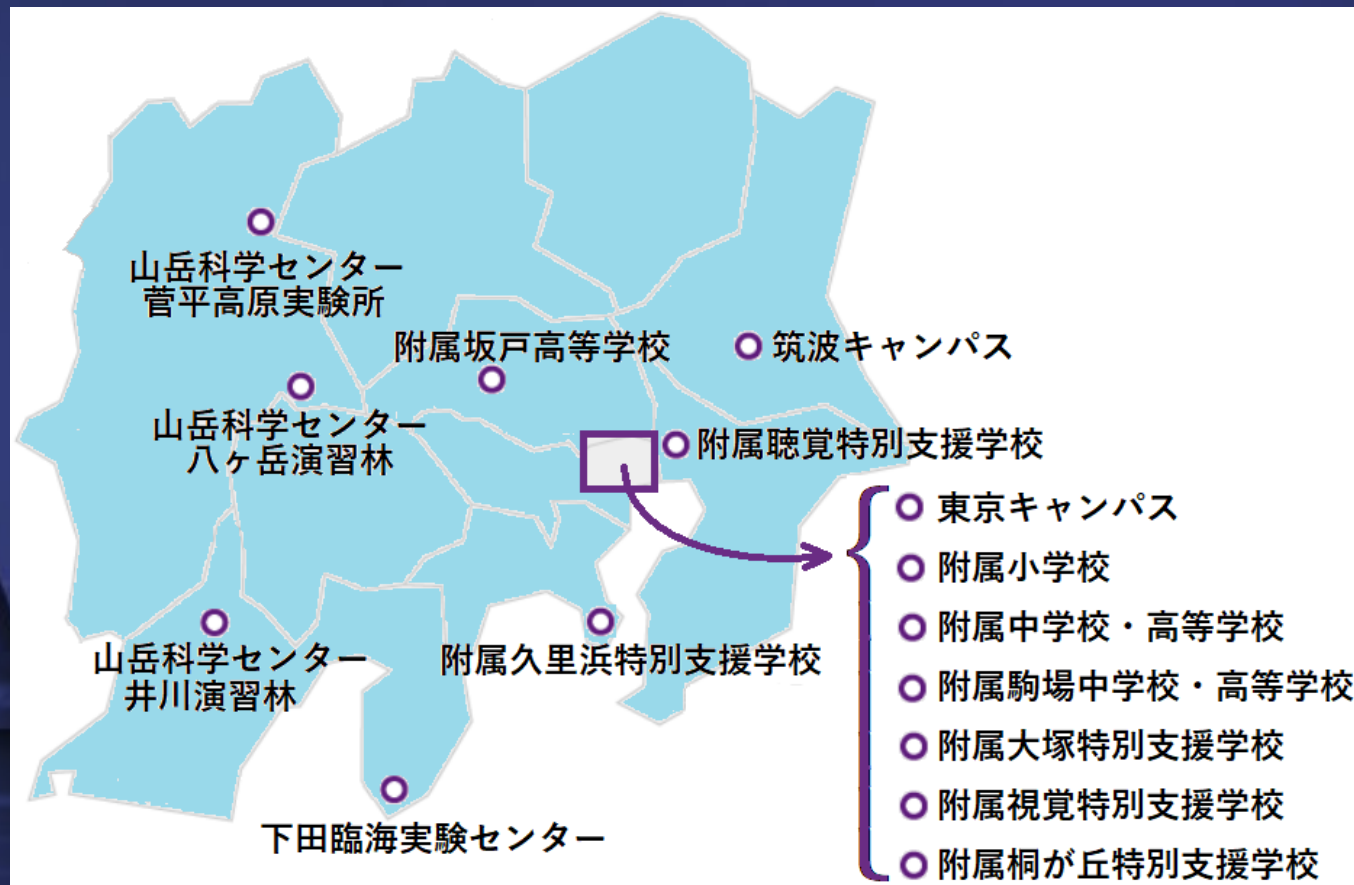 山岳科学センター
菅平高原実験所
附属坂戸高等学校
筑波キャンパス
山岳科学センター
八ヶ岳演習林
附属聴覚特別支援学校
東京キャンパス
附属小学校
附属中学校・高等学校
附属駒場中学校・高等学校
附属大塚特別支援学校
附属視覚特別支援学校
附属桐が丘特別支援学校
山岳科学センター
井川演習林
附属久里浜特別支援学校
下田臨海実験センター